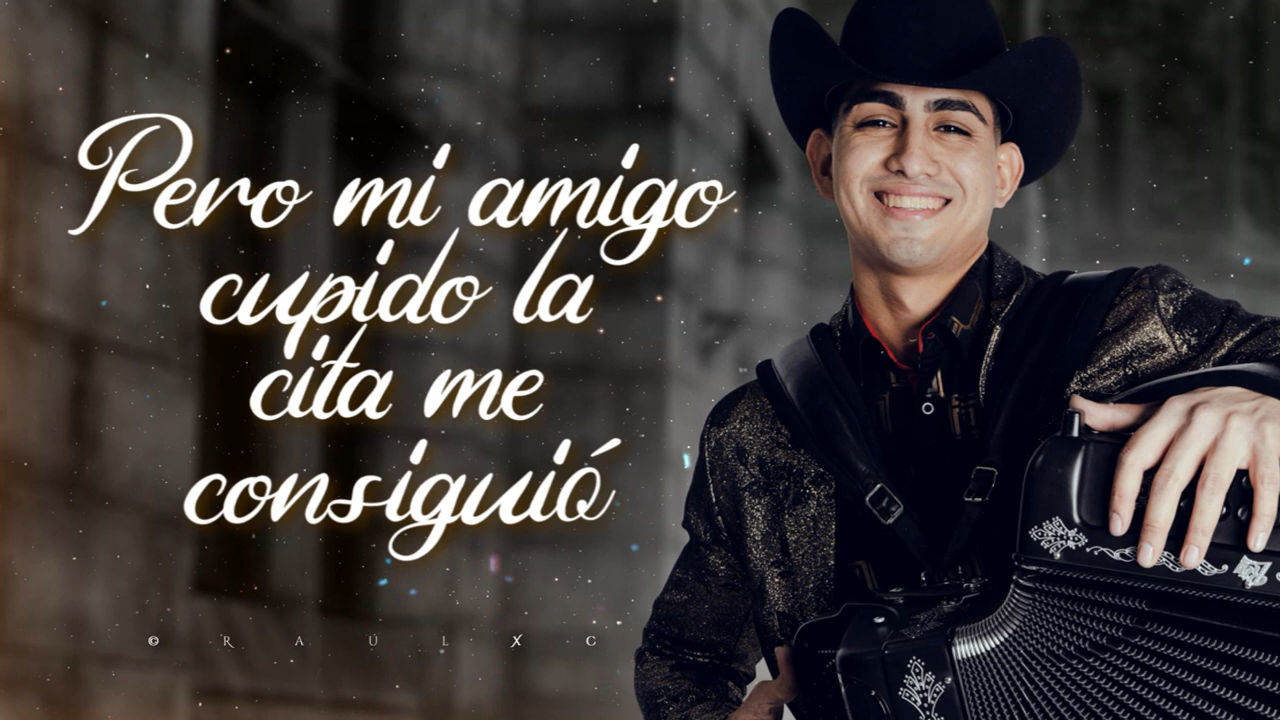 Pero mi amigo
cupido la
cita me
consiguió
© R A Ú L X C